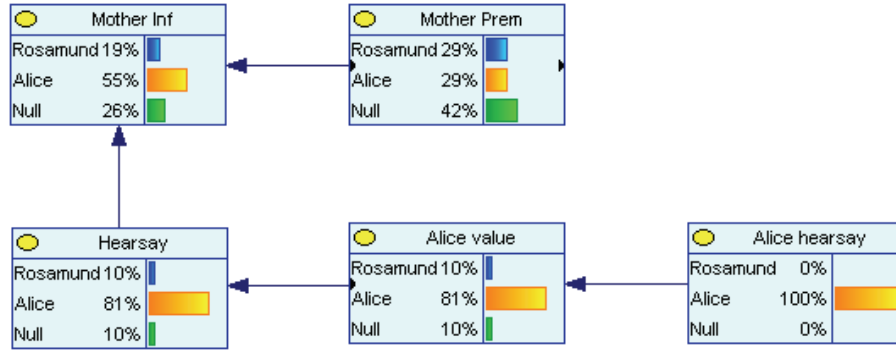 Mother Inf
Rosamund 19%
Alice 55%
Null 26%
Mother Prem
Rosamund 29%
Alice 29%
Null 42%
Hearsay
Rosamund 10%
Alice 81%
Null 10%
Alice value
Rosamund 10%
Alice 81%
Null 10%
Alice hearsay
Rosamund 0%
Alice 100%
Null 0%